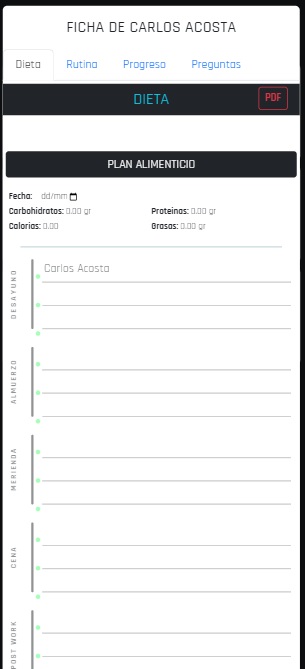 FICHA DE CARLOS ACOSTA
Dieta Rutina Progreso Preguntas
DIETA PDF
PLAN ALIMENTICIO
Fecha: dd/mm
Carbohidratos: 0.00 gr Proteinas: 0.00 gr
Calorias: 0.00 Grasas: 0.00 gr
Carlos Acosta
DESAYUNO
ALMUERZO
MERIENDA
CENA
POST WORK